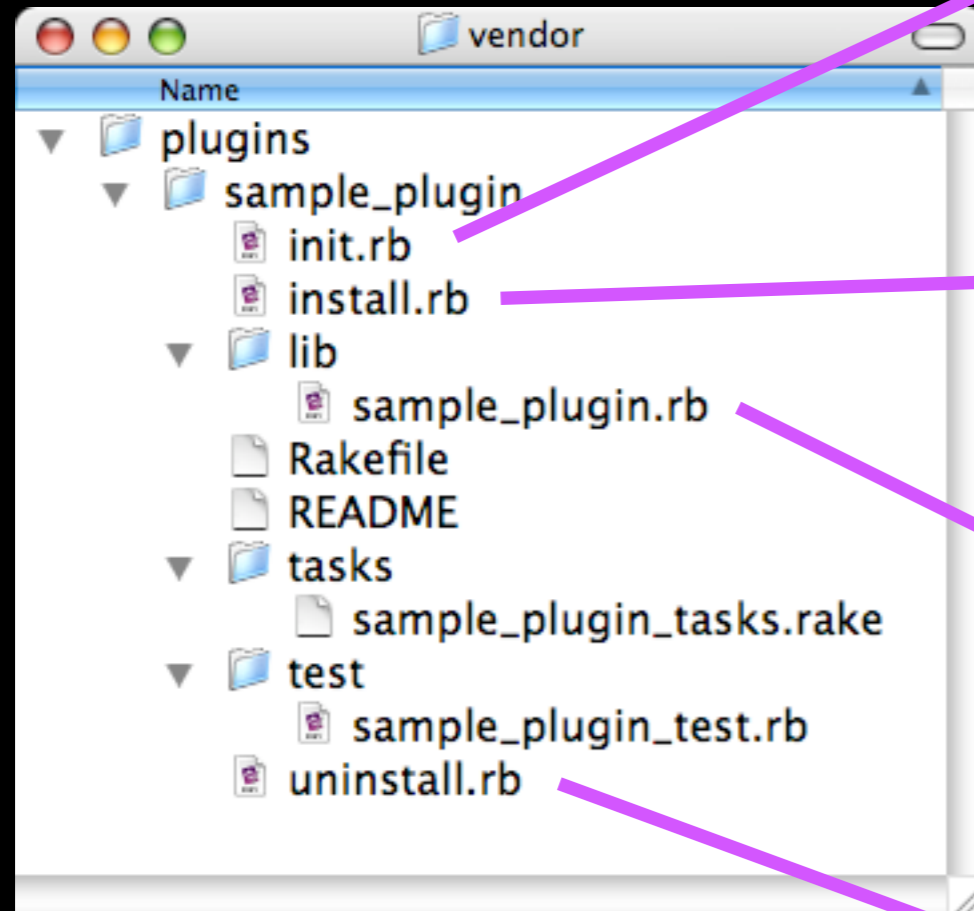 vendor
Name
plugins
sample_plugin
init.rb
install.rb
lib
sample_plugin.rb
Rakefile
README
tasks
sample_plugin_tasks.rake
test
sample_plugin_test.rb
uninstall.rb